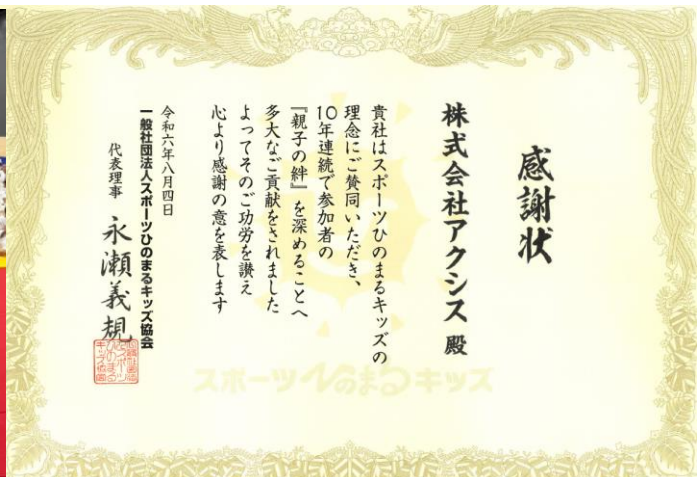 感謝状
株式会社アクシス 殿
貴社はスポーツひのまるキッズの
理念にご賛同いただき、
10年連続で参加者の
『親子の絆』を深めることへ
多大なご貢献をされました
よってそのご功労を讃え
心より感謝の意を表します
令和六年八月四日
一般社団法人スポーツひのまるキッズ協会
代表理事 永瀬義規
スポーツひのまるキッズ